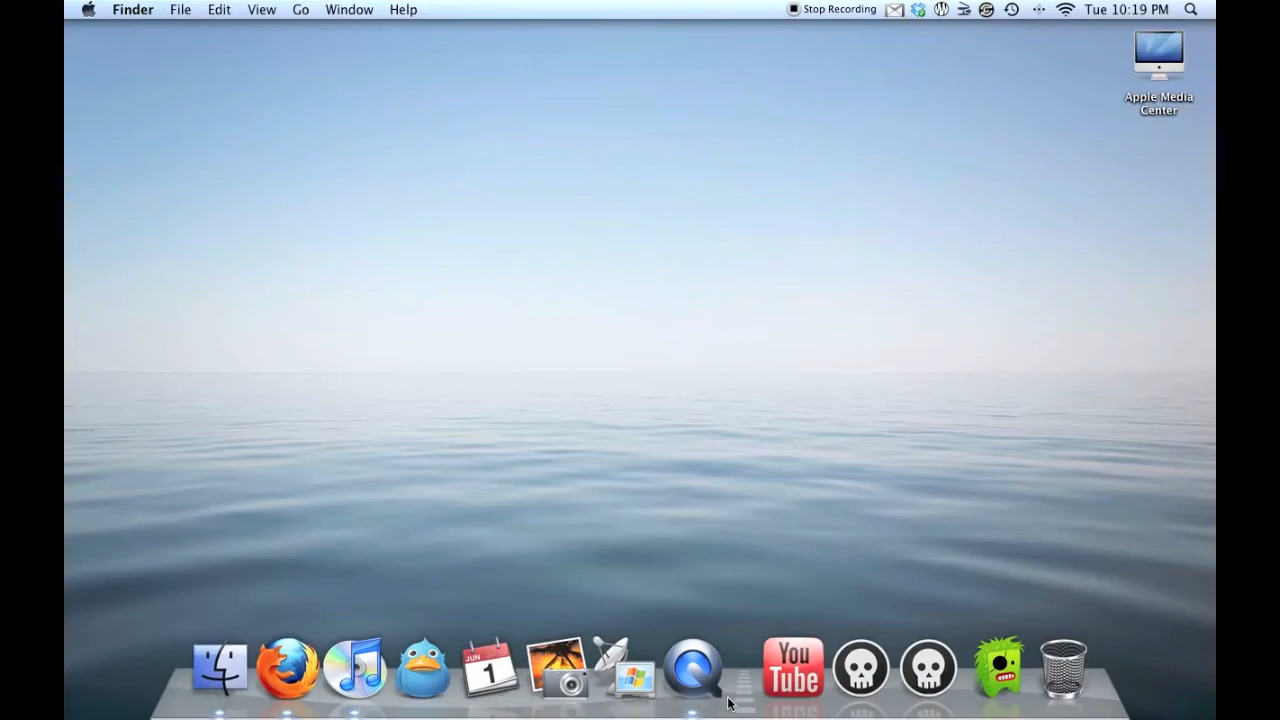 Finder File Edit View Go Window Help Stop Recording Tue 10:19 PM
Apple Media
Center
JUN
1
You
Tube